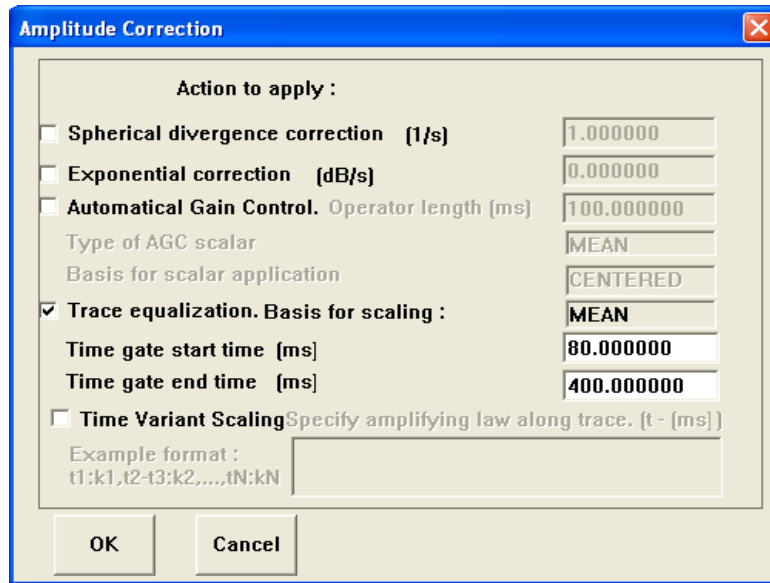 Amplitude Correction
Action to apply :
Spherical divergence correction (1/s) 1.000000
Exponential correction (dB/s) 0.000000
Automatical Gain Control. Operator length (ms) 100.000000
Type of AGC scalar MEAN
Basis for scalar application CENTERED
Trace equalization. Basis for scaling : MEAN
Time gate start time (ms) 80.000000
Time gate end time (ms) 400.000000
Time Variant Scaling Specify amplifying law along trace. (t - (ms) )
Example format :
t1:k1,t2-t3:k2,...,tN:kN
OK Cancel